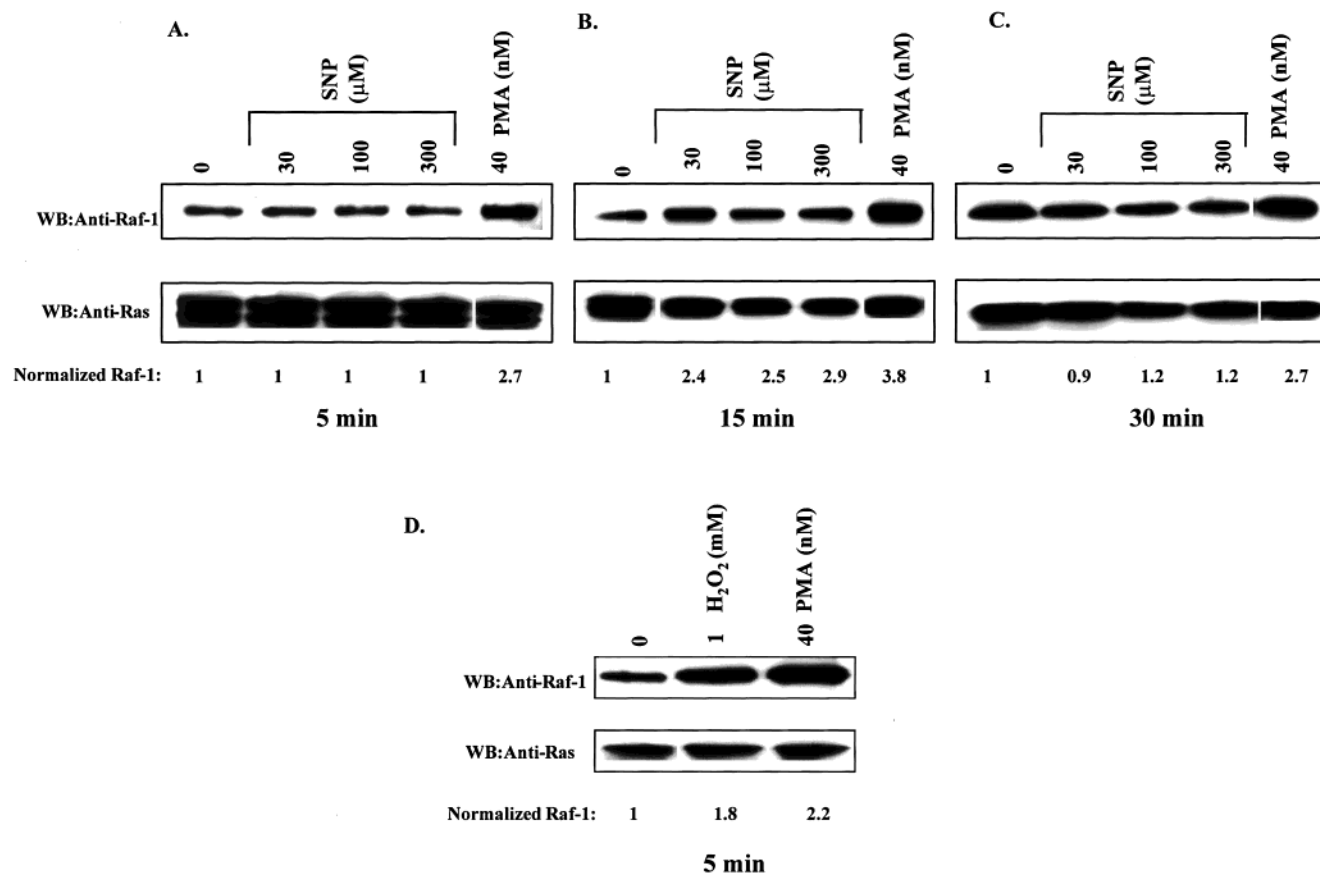 A.
SNP
(μM)
0
30
100
300
40 PMA (nM)
B.
SNP
(μM)
0
30
100
300
40 PMA (nM)
C.
SNP
(μM)
0
30
100
300
40 PMA (nM)
WB:Anti-Raf-1
WB:Anti-Ras
Normalized Raf-1: 1 1 1 1 2.7 1 2.4 2.5 2.9 3.8 1 0.9 1.2 1.2 2.7
5 min 15 min 30 min
D.
0
1 H₂O₂ (mM)
40 PMA (nM)
WB:Anti-Raf-1
WB:Anti-Ras
Normalized Raf-1: 1 1.8 2.2
5 min